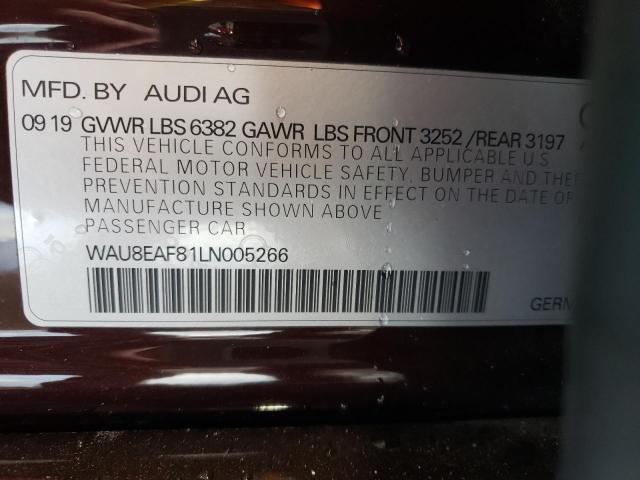 MFD. BY AUDI AG
09 19 GVWR LBS 6382 GAWR LBS FRONT 3252 /REAR 3197
THIS VEHICLE CONFORMS TO ALL APPLICABLE U S
FEDERAL MOTOR VEHICLE SAFETY, BUMPER AND THEF
PREVENTION STANDARDS IN EFFECT ON THE DATE OF
MANUFACTURE SHOWN ABOVE
PASSENGER CAR
WAU8EAF81LN005266
GERM